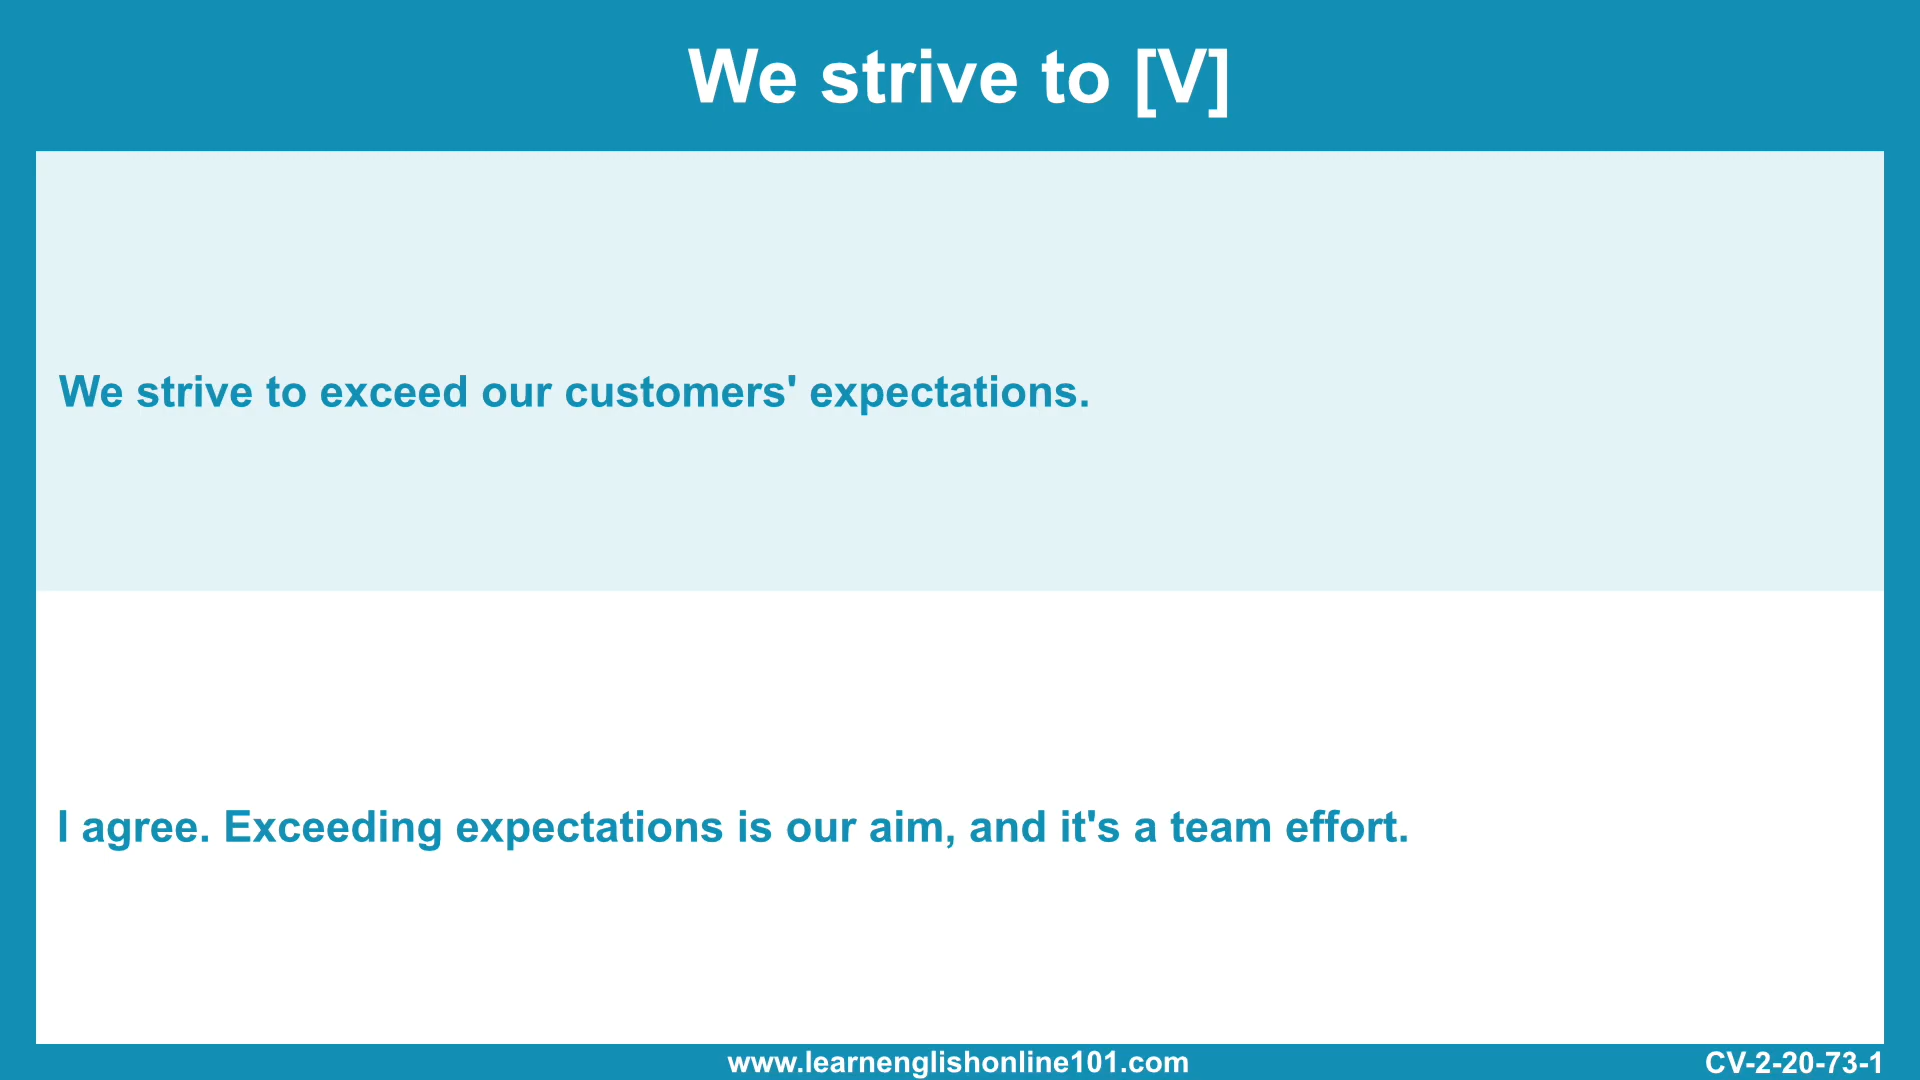 We strive to [V]
We strive to exceed our customers' expectations.
I agree. Exceeding expectations is our aim, and it's a team effort.
www.learnenglishonline101.com
CV-2-20-73-1